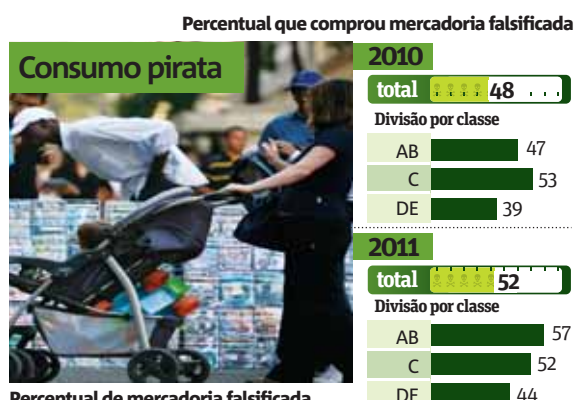 Percentual que comprou mercadoria falsificada
Consumo pirata
2010
total 48
Divisão por classe
AB 47
C 53
DE 39
2011
total 52
Divisão por classe
AB 57
C 52
DE 44
Percentual de mercadoria falsificada